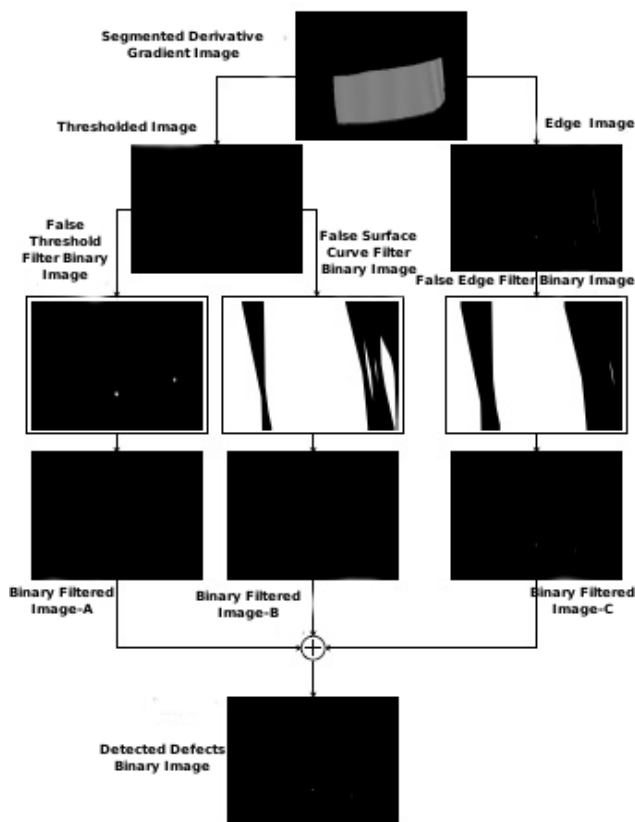 Segmented Derivative
Gradient Image
Thresholded Image
Edge Image
False
Threshold
Filter Binary
Image
False Surface
Curve Filter
Binary Image
False Edge Filter Binary Image
Binary Filtered
Image-A
Binary Filtered
Image-B
Binary Filtered
Image-C
Detected Defects
Binary Image